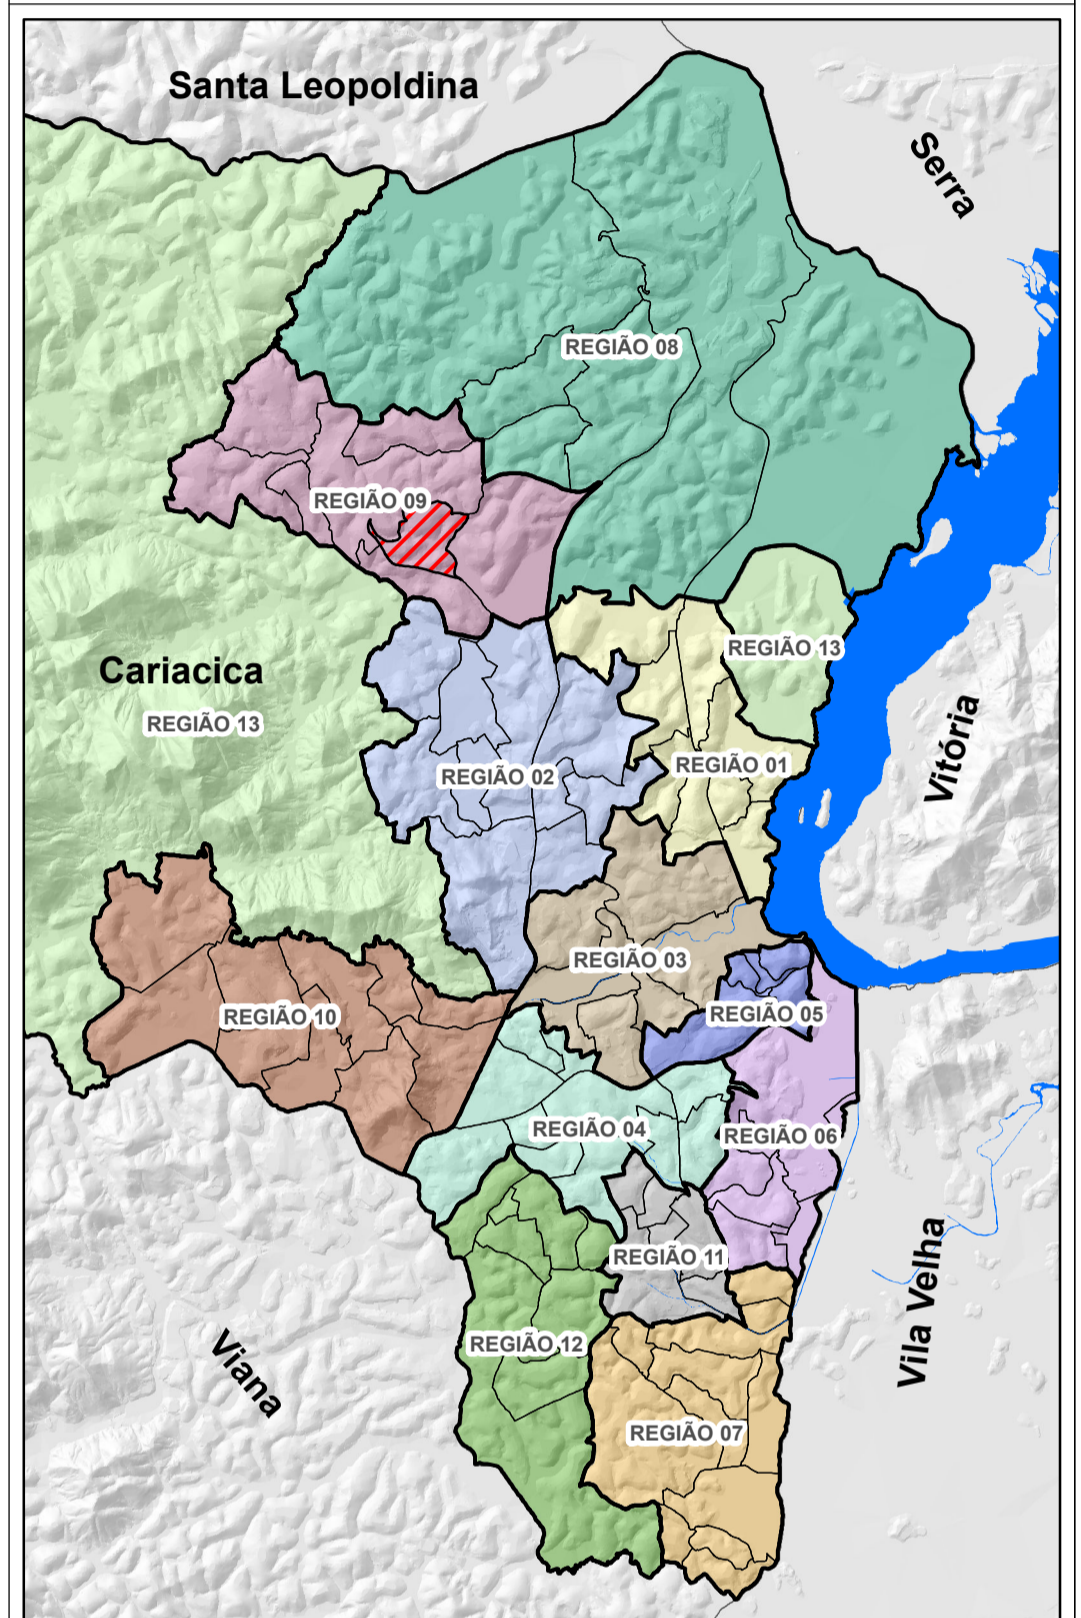 Santa Leopoldina
Serra
REGIÃO 08
REGIÃO 09
REGIÃO 13
Cariacica
REGIÃO 13
Vitória
REGIÃO 01
REGIÃO 02
REGIÃO 03
REGIÃO 05
REGIÃO 10
REGIÃO 04
REGIÃO 06
REGIÃO 11
Vila Velha
REGIÃO 12
Viana
REGIÃO 07